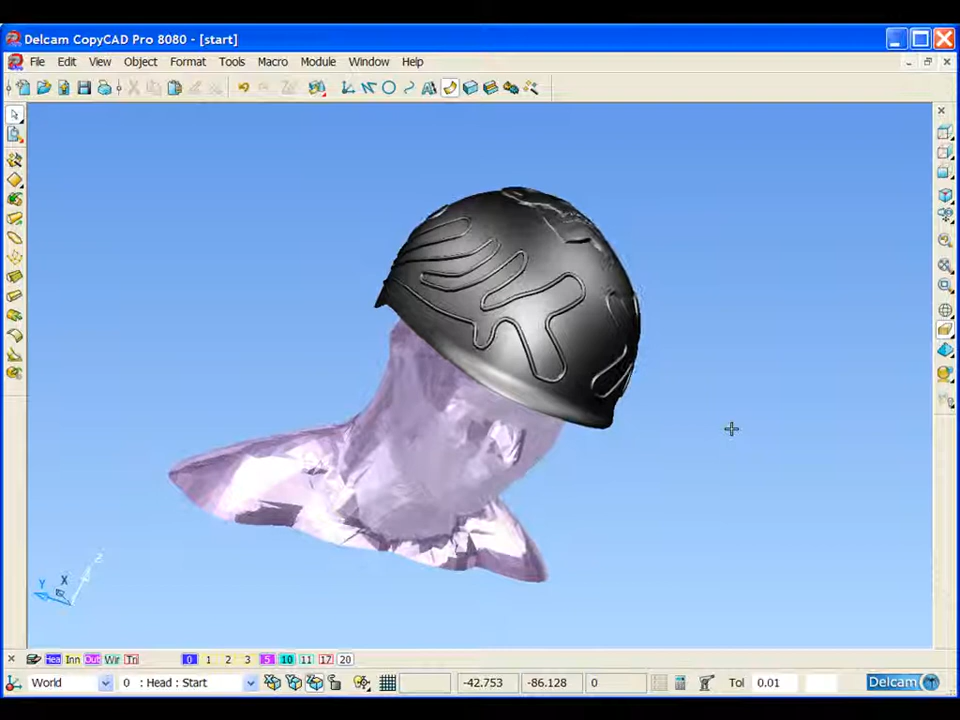 Delcam CopyCAD Pro 8080 - [start]
File Edit View Object Format Tools Macro Module Window Help
Z
Y X
Hea Inn Out Wir Tri 0 1 2 3 5 10 11 17 20
World 0 : Head : Start -42.753 -86.128 0 Tol 0.01 Delcam